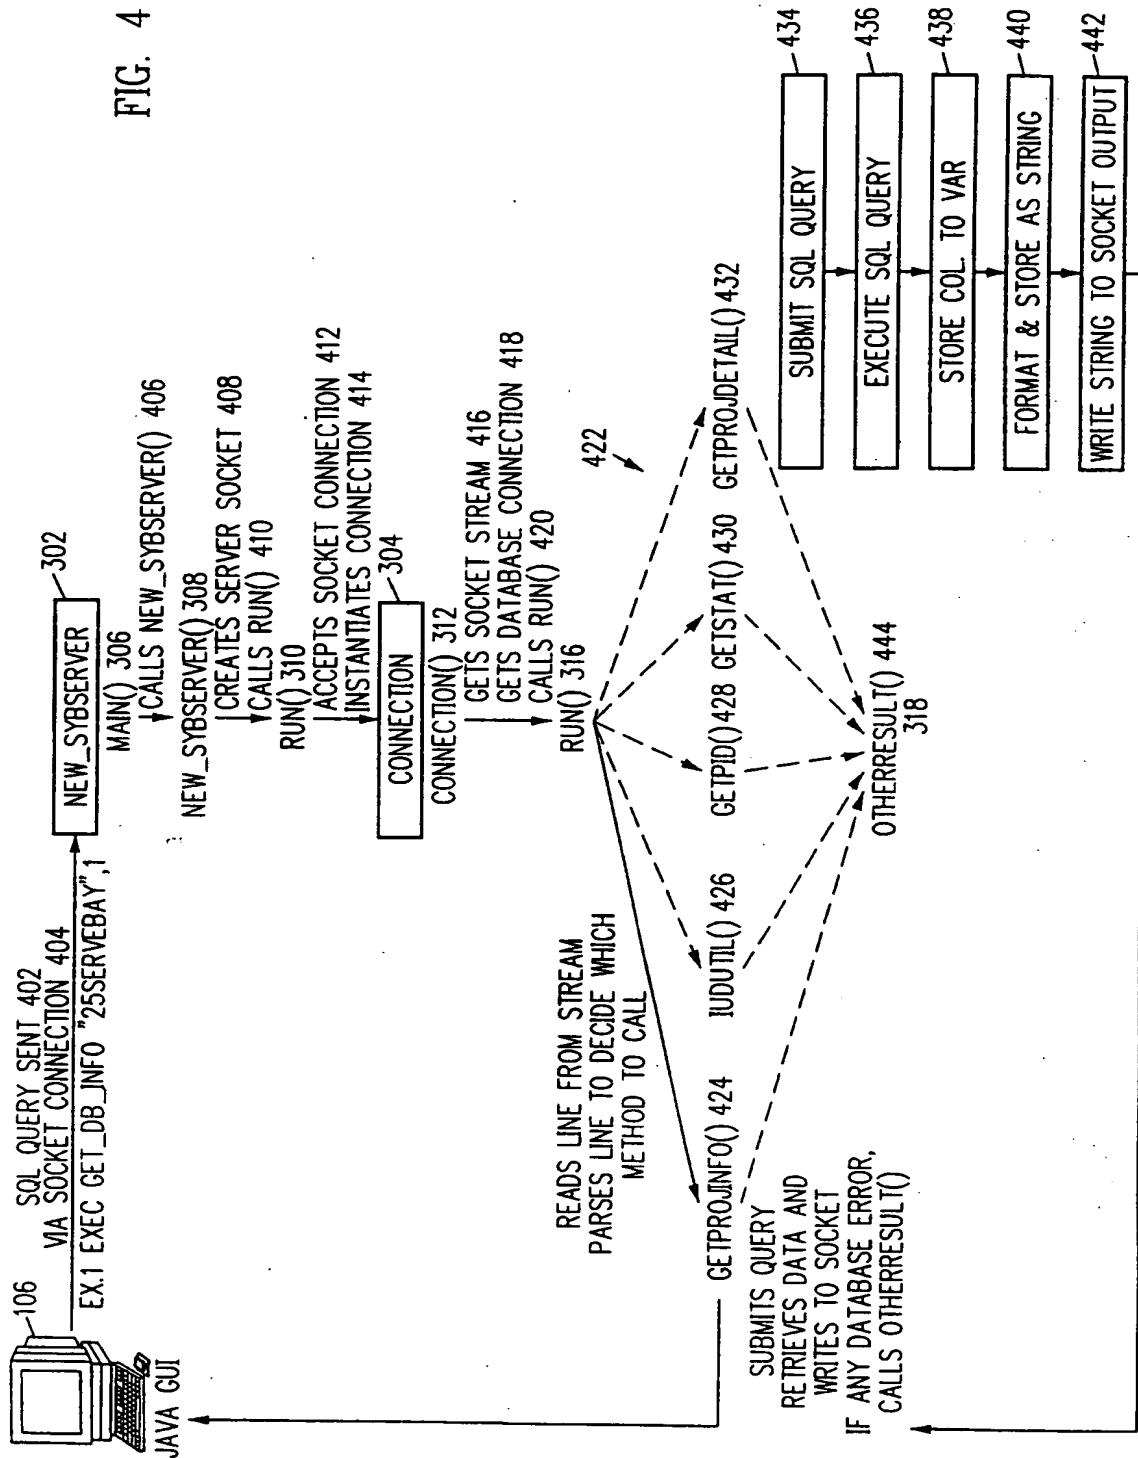 FIG. 4
SQL QUERY SENT 402
VIA SOCKET CONNECTION 404
EX.1 EXEC GET_DB_INFO "25SERVEBAY",1
106
JAVA GUI
302
NEW_SYBSERVER
MAIN() 306
CALLS NEW_SYBSERVER() 406
NEW_SYBSERVER() 308
CREATES SERVER SOCKET 408
CALLS RUN() 410
RUN() 310
ACCEPTS SOCKET CONNECTION 412
INSTANTIATES CONNECTION 414
304
CONNECTION
CONNECTION() 312
GETS SOCKET STREAM 416
GETS DATABASE CONNECTION 418
CALLS RUN() 420
RUN() 316
READS LINE FROM STREAM
PARSES LINE TO DECIDE WHICH
METHOD TO CALL
422
GETPROJINFO() 424
IUDUTIL() 426
GETPID() 428
GETSTAT() 430
GETPROJDETAIL() 432
SUBMITS QUERY
RETRIEVES DATA AND
WRITES TO SOCKET
IF ANY DATABASE ERROR,
CALLS OTHERRESULT()
OTHERRESULT() 444
318
SUBMIT SQL QUERY
434
EXECUTE SQL QUERY
436
STORE COL. TO VAR
438
FORMAT & STORE AS STRING
440
WRITE STRING TO SOCKET OUTPUT
442